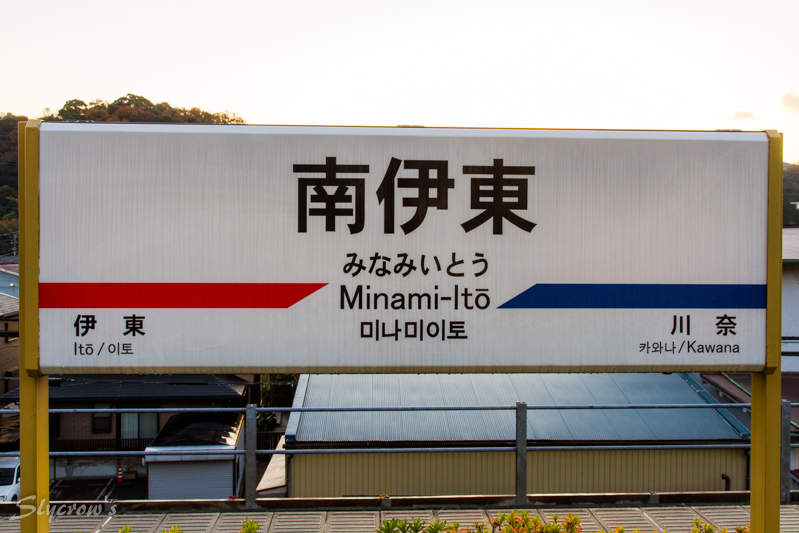 南伊東
みなみいとう
Minami-Itō
미나미이토
伊東
Itō / 이토
川奈
카와나 / Kawana
Slycrow's